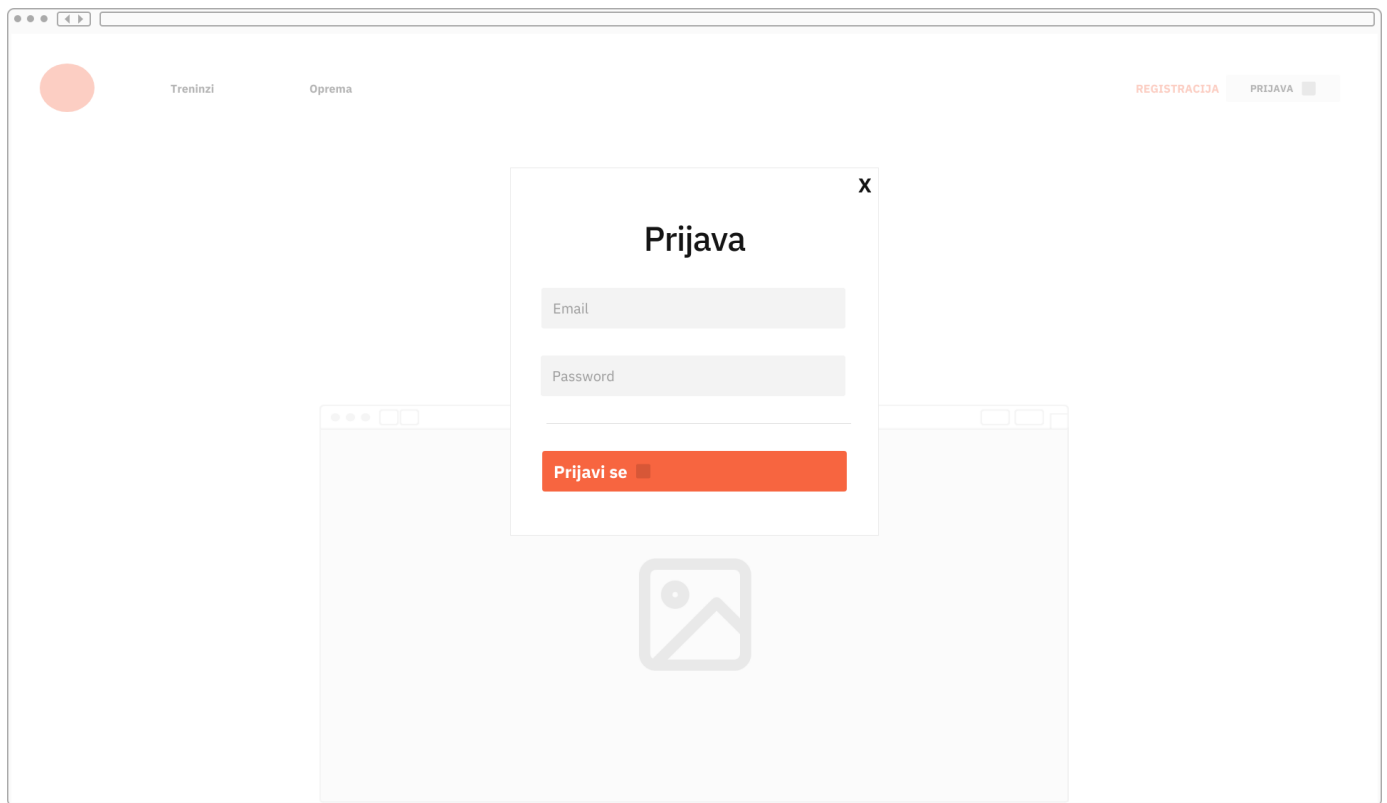 Treninzi
Oprema
REGISTRACIJA
PRIJAVA
X
Prijava
Email
Password
Prijavi se